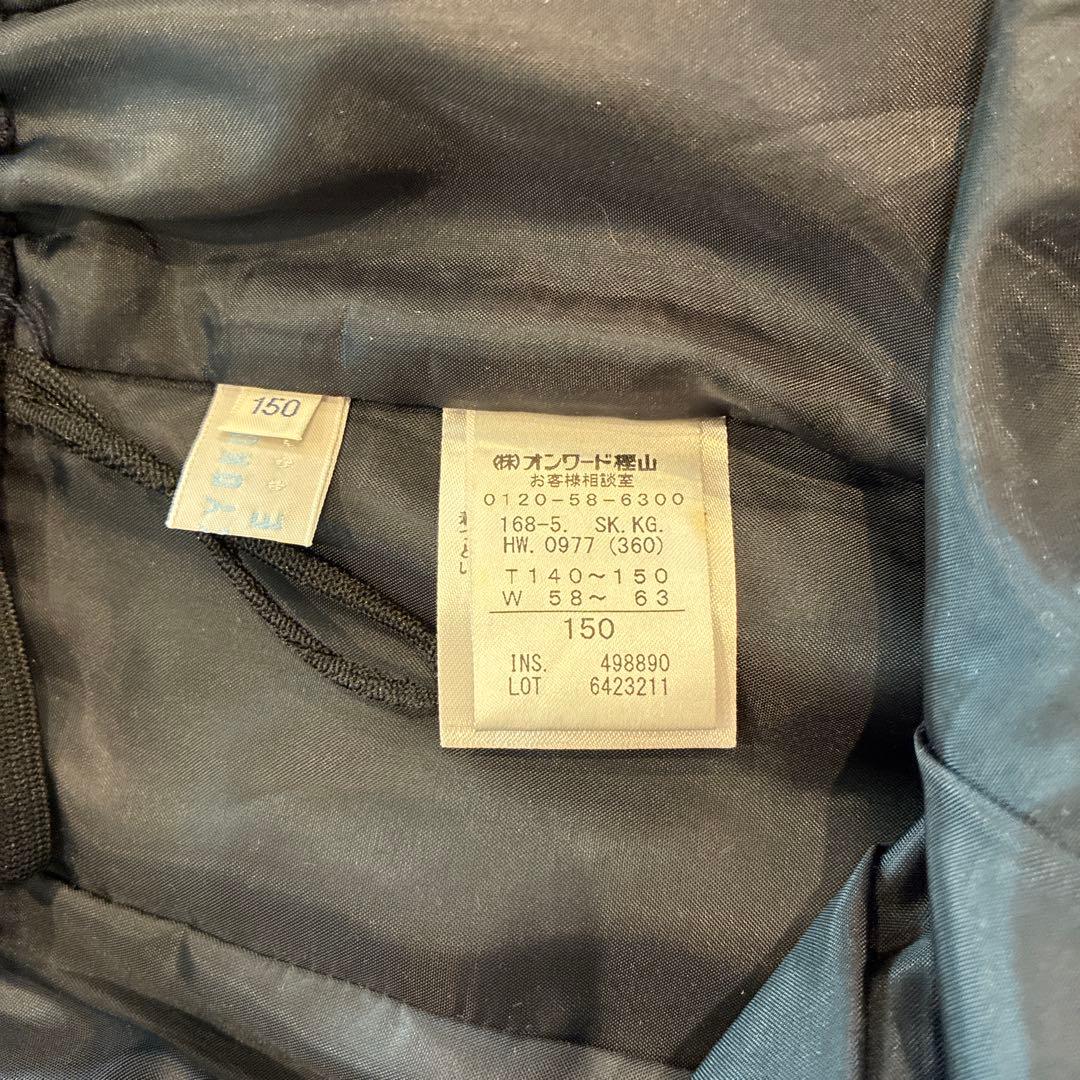 150
㈱オンワード樫山
お客様相談室
0120-58-6300
168-5. SK.KG.
HW. 0977 (360)
T140～150
W 58～ 63
150
INS. 498890
LOT 6423211